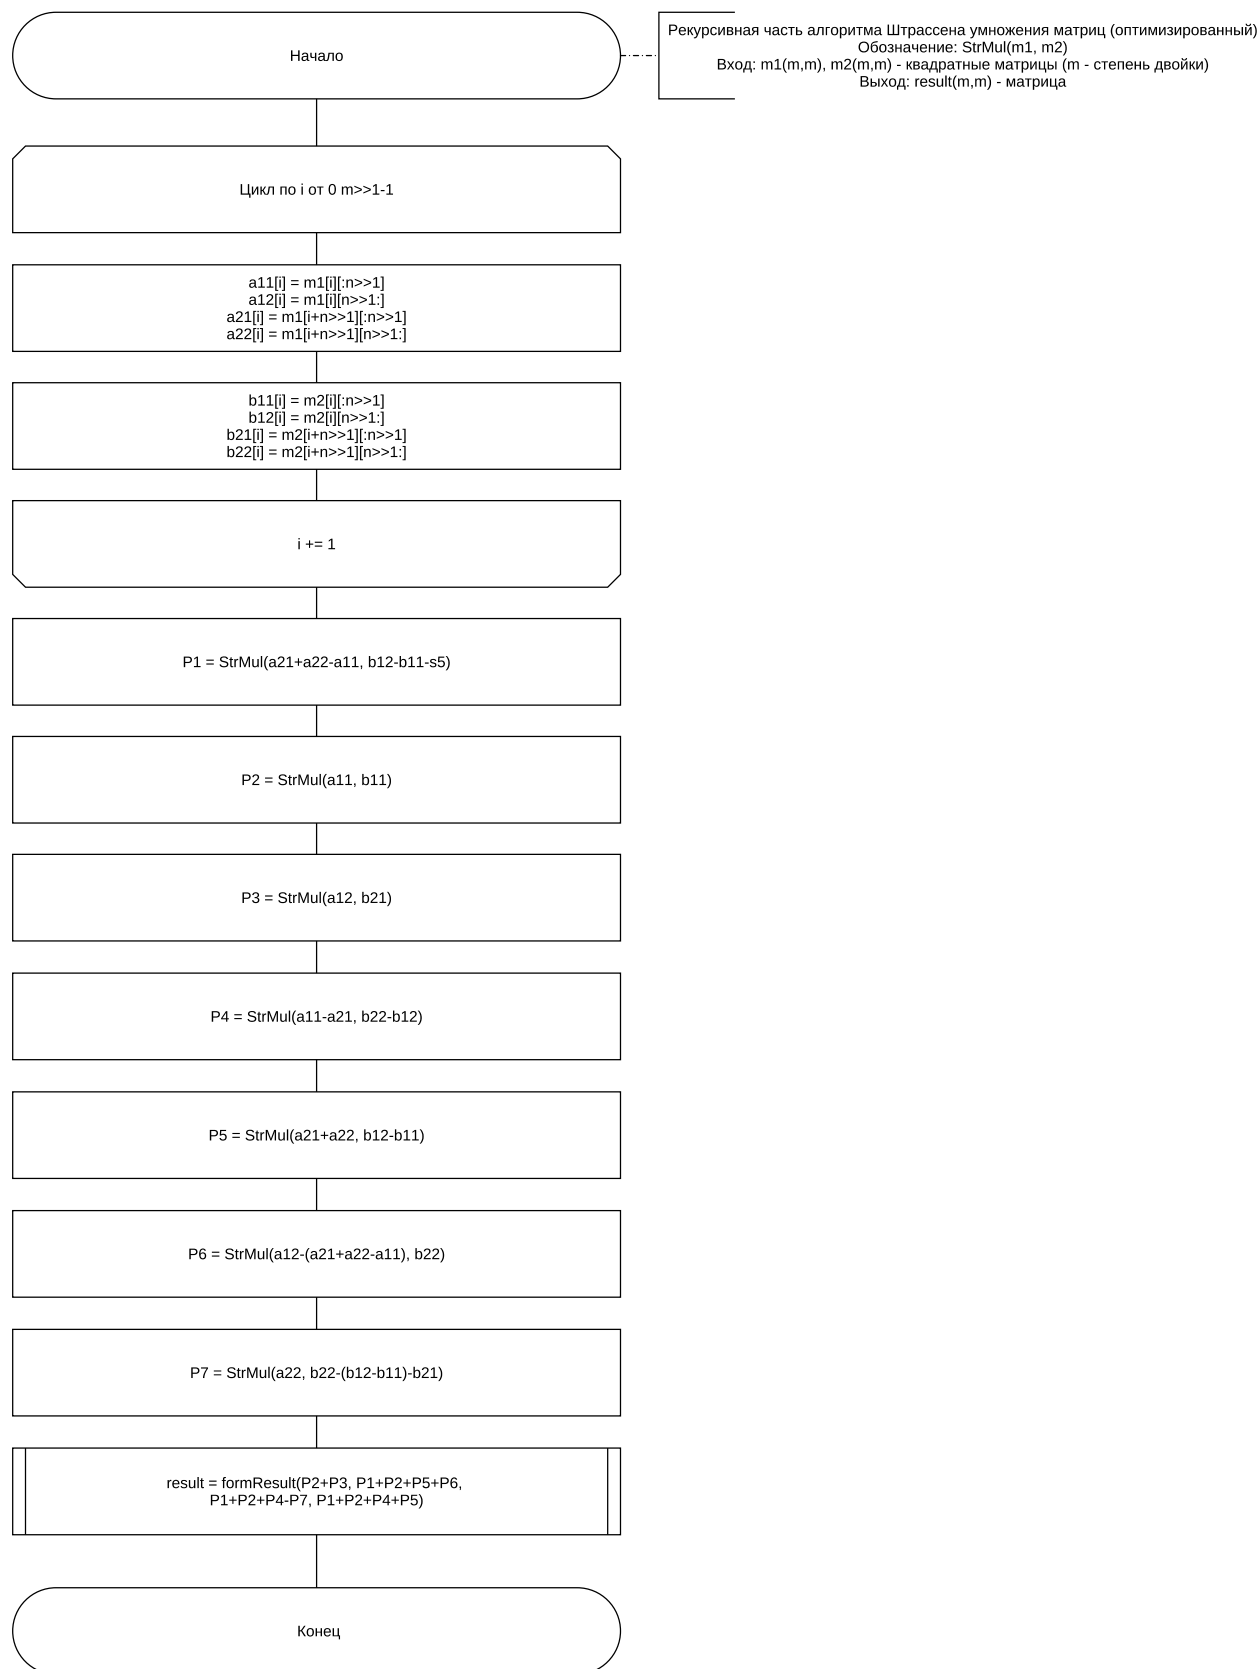 Начало
Рекурсивная часть алгоритма Штрассена умножения матриц (оптимизированный)
Обозначение: StrMul(m1, m2)
Вход: m1(m,m), m2(m,m) - квадратные матрицы (m - степень двойки)
Выход: result(m,m) - матрица
Цикл по i от 0 m>>1-1
a11[i] = m1[i][:n>>1]
a12[i] = m1[i][n>>1:]
a21[i] = m1[i+n>>1][:n>>1]
a22[i] = m1[i+n>>1][n>>1:]
b11[i] = m2[i][:n>>1]
b12[i] = m2[i][n>>1:]
b21[i] = m2[i+n>>1][:n>>1]
b22[i] = m2[i+n>>1][n>>1:]
i += 1
P1 = StrMul(a21+a22-a11, b12-b11-s5)
P2 = StrMul(a11, b11)
P3 = StrMul(a12, b21)
P4 = StrMul(a11-a21, b22-b12)
P5 = StrMul(a21+a22, b12-b11)
P6 = StrMul(a12-(a21+a22-a11), b22)
P7 = StrMul(a22, b22-(b12-b11)-b21)
result = formResult(P2+P3, P1+P2+P5+P6,
P1+P2+P4-P7, P1+P2+P4+P5)
Конец